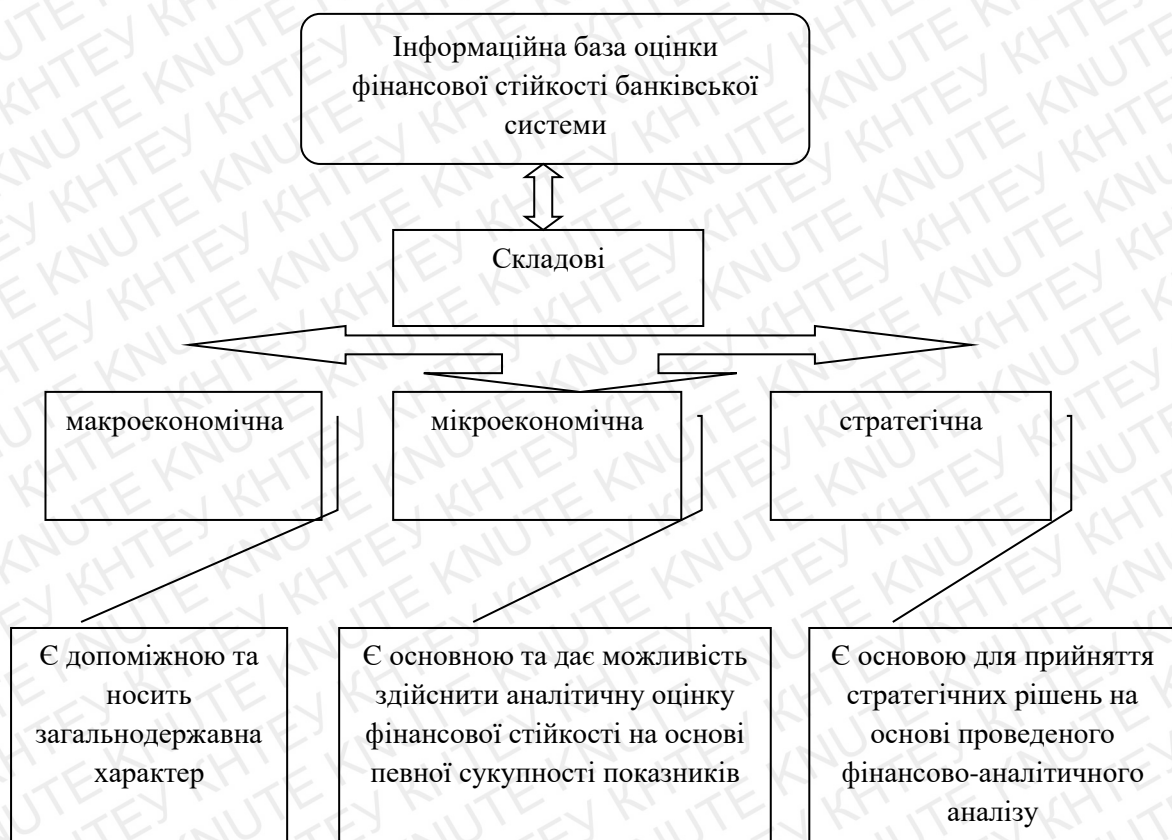 Інформаційна база оцінки
фінансової стійкості банківської
системи
Складові
макроекономічна
мікроекономічна
стратегічна
Є допоміжною та
носить
загальнодержавна
характер
Є основною та дає можливість
здійснити аналітичну оцінку
фінансової стійкості на основі
певної сукупності показників
Є основою для прийняття
стратегічних рішень на
основі проведеного
фінансово-аналітичного
аналізу